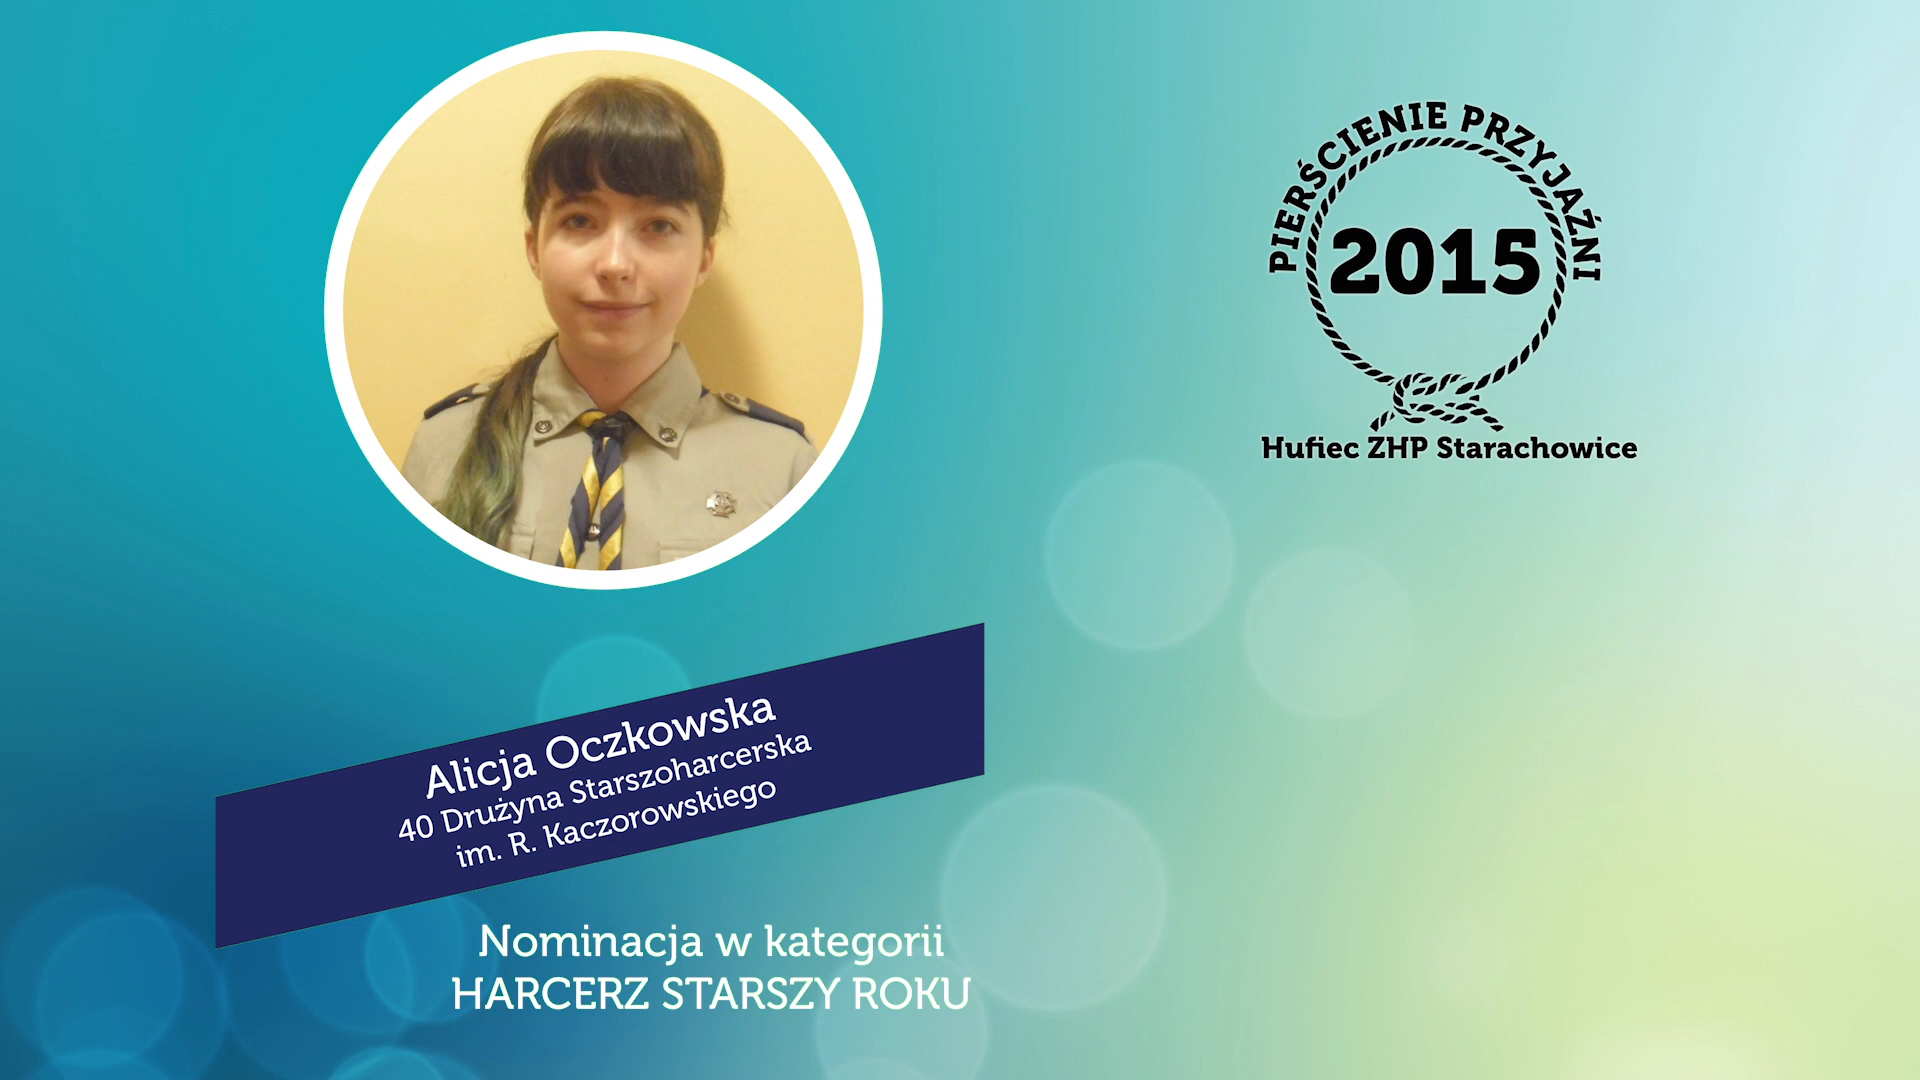 PIERŚCIENIE PRZYJAŹNI
2015
Hufiec ZHP Starachowice
Alicja Oczkowska
40 Drużyna Starszoharcerska
im. R. Kaczorowskiego
Nominacja w kategorii
HARCERZ STARSZY ROKU